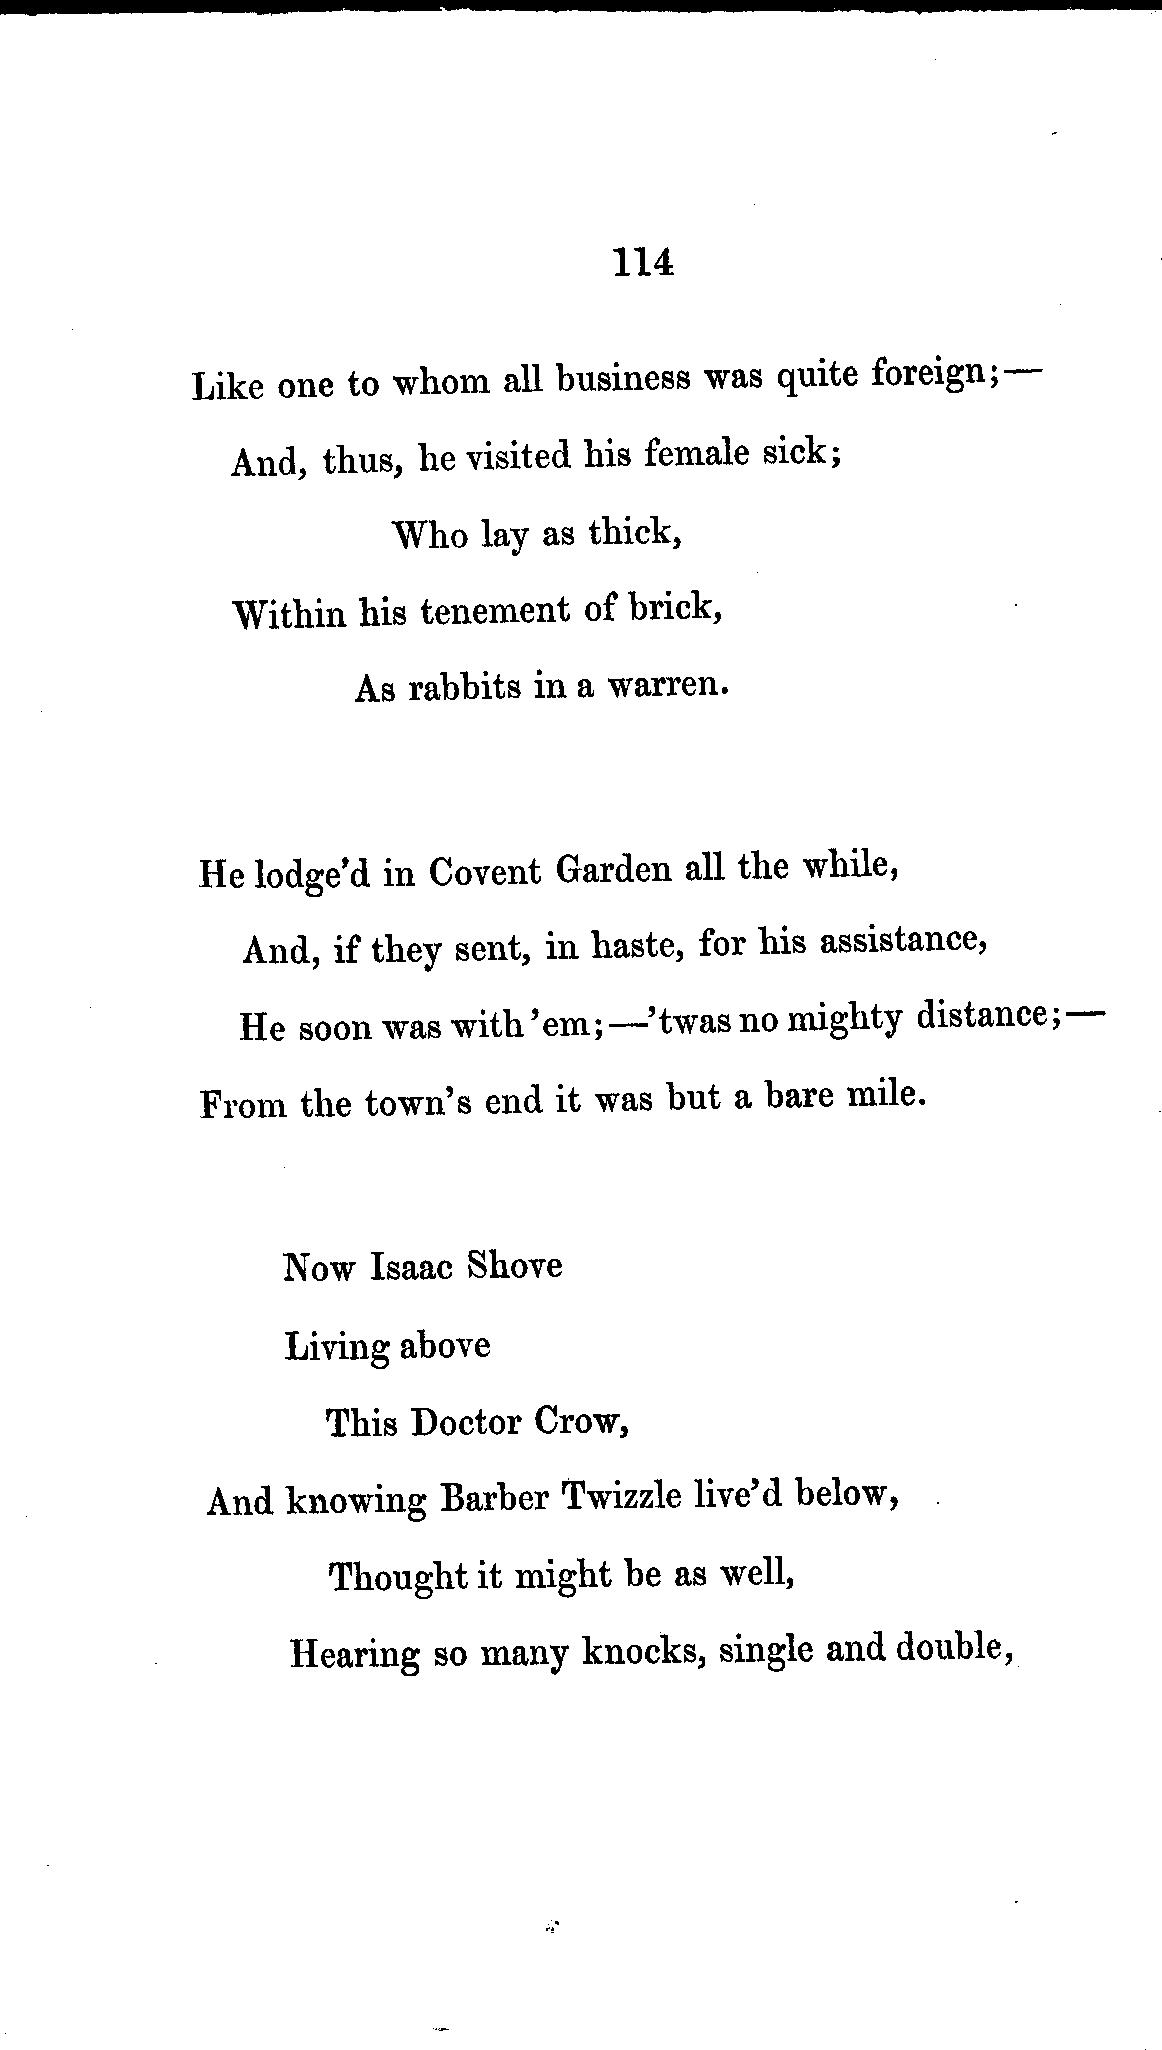 114
Like one to whom all business was quite foreign;—
And, thus, he visited his female sick;
Who lay as thick,
Within his tenement of brick,
As rabbits in a warren.
He lodge'd in Covent Garden all the while,
And, if they sent, in haste, for his assistance,
He soon was with 'em;—'twas no mighty distance;—
From the town's end it was but a bare mile.
Now Isaac Shove
Living above
This Doctor Crow,
And knowing Barber Twizzle live'd below,
Thought it might be as well,
Hearing so many knocks, single and double,